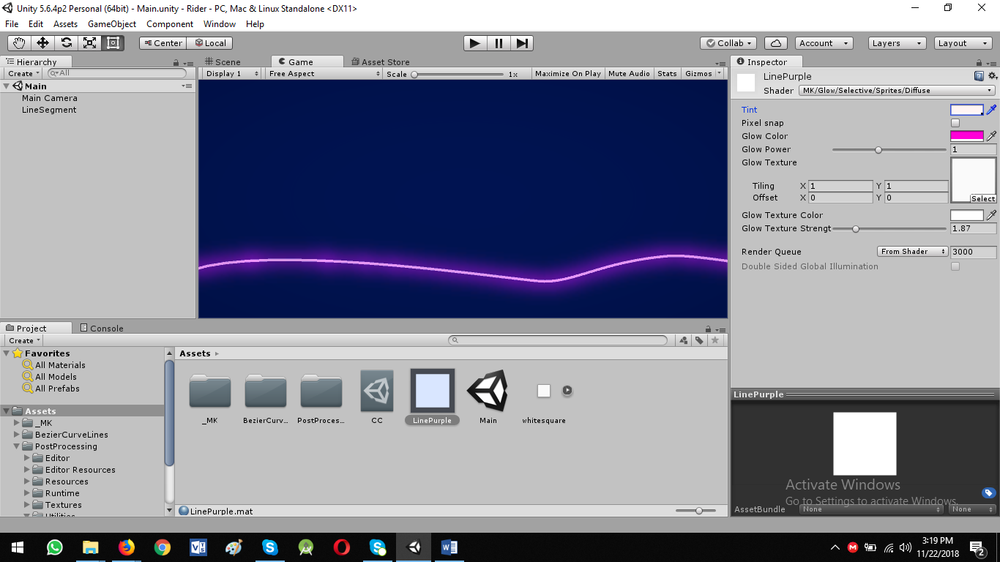 Unity 5.6.4p2 Personal (64bit) - Main.unity - Rider - PC, Mac & Linux Standalone <DX11>
File Edit Assets GameObject Component Window Help
Center Local Collab Account Layers Layout
Hierarchy
Create All
Main
Main Camera
LineSegment
Scene Game Asset Store
Display 1 Free Aspect Scale 1x Maximize On Play Mute Audio Stats Gizmos
Inspector
LinePurple
Shader MK/Glow/Selective/Sprites/Diffuse
Tint
Pixel snap
Glow Color
Glow Power 1
Glow Texture
Tiling X 1 Y 1
Offset X 0 Y 0
Select
Glow Texture Color
Glow Texture Strengt 1.87
Render Queue From Shader 3000
Double Sided Global Illumination
Project Console
Create
Favorites
All Materials
All Models
All Prefabs
Assets
_MK
BezierCurveLines
PostProcessing
Editor
Editor Resources
Resources
Runtime
Textures
Utilities
Assets
_MK BezierCurv... PostProces... CC LinePurple Main whitesquare
LinePurple.mat
LinePurple
Activate Windows
Go to Settings to activate Windows.
AssetBundle None None
3:19 PM
11/22/2018
2